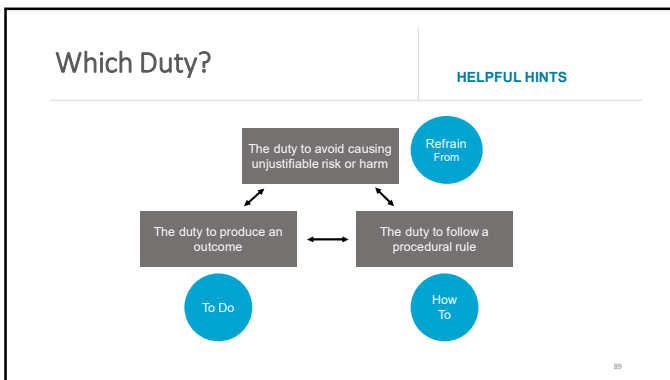 Which Duty?
HELPFUL HINTS
The duty to avoid causing
unjustifiable risk or harm
Refrain
From
The duty to produce an
outcome
The duty to follow a
procedural rule
To Do
How
To
89